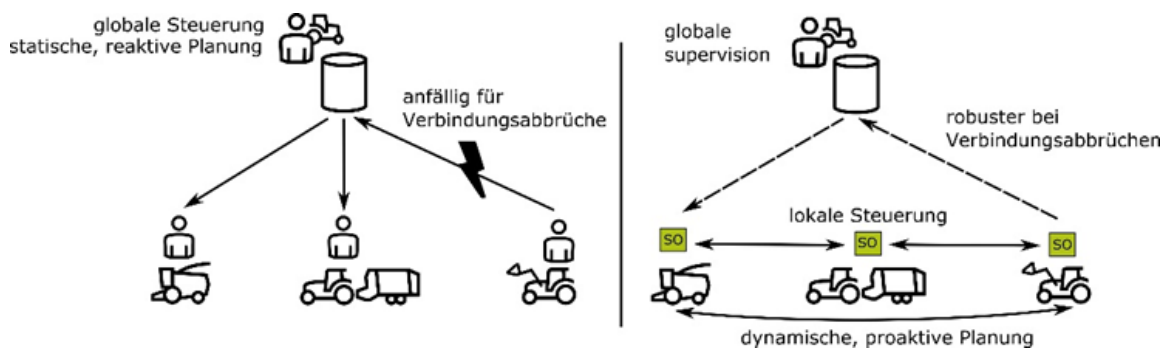 globale Steuerung
statische, reaktive Planung
anfällig für
Verbindungsabbrüche
globale
supervision
robuster bei
Verbindungsabbrüchen
lokale Steuerung
SO
SO
SO
dynamische, proaktive Planung